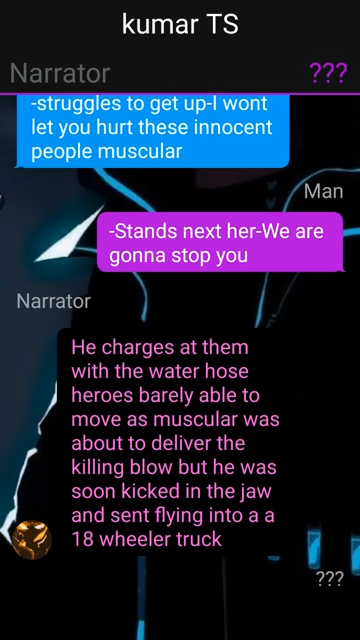 kumar TS
Narrator
???
-struggles to get up-I wont
let you hurt these innocent
people muscular
Man
-Stands next her-We are
gonna stop you
Narrator
He charges at them
with the water hose
heroes barely able to
move as muscular was
about to deliver the
killing blow but he was
soon kicked in the jaw
and sent flying into a a
18 wheeler truck
???